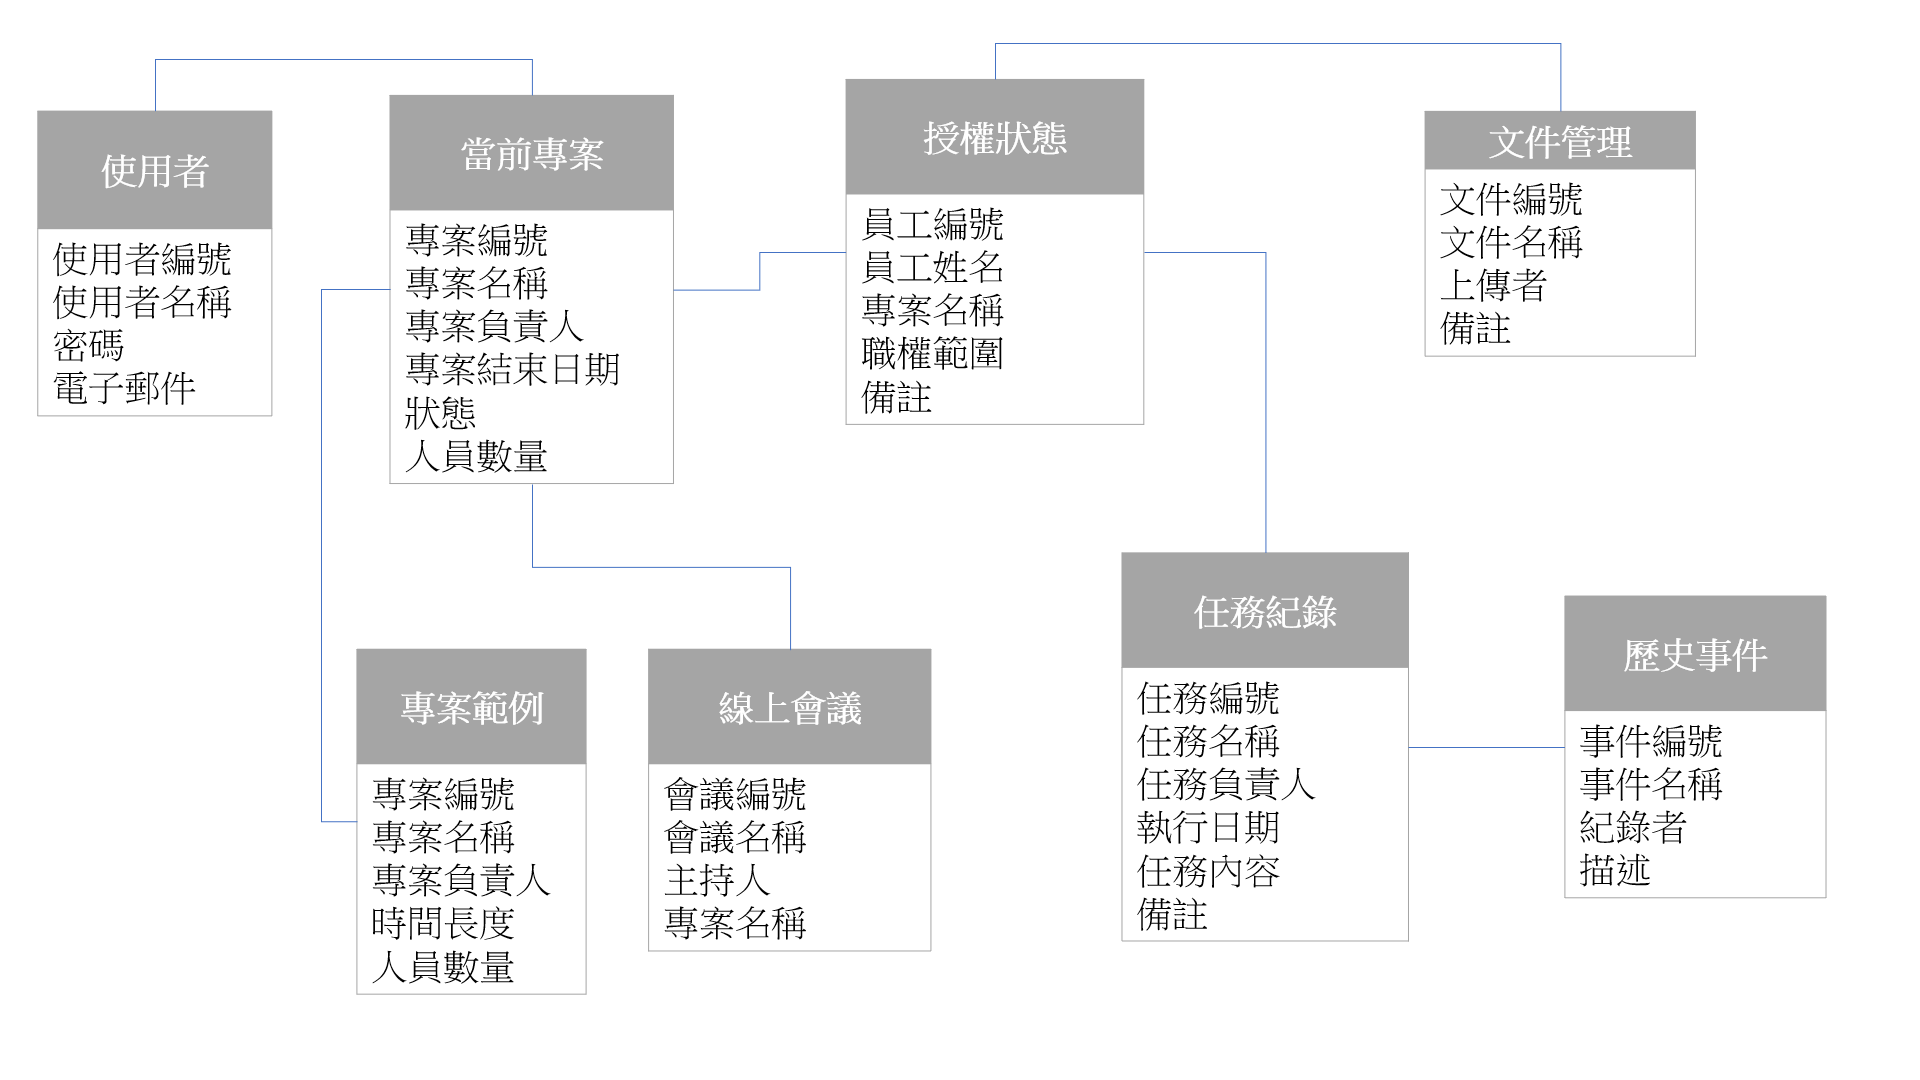 使用者
使用者編號
使用者名稱
密碼
電子郵件
當前專案
專案編號
專案名稱
專案負責人
專案結束日期
狀態
人員數量
授權狀態
員工編號
員工姓名
專案名稱
職權範圍
備註
文件管理
文件編號
文件名稱
上傳者
備註
專案範例
專案編號
專案名稱
專案負責人
時間長度
人員數量
線上會議
會議編號
會議名稱
主持人
專案名稱
任務紀錄
任務編號
任務名稱
任務負責人
執行日期
任務內容
備註
歷史事件
事件編號
事件名稱
紀錄者
描述